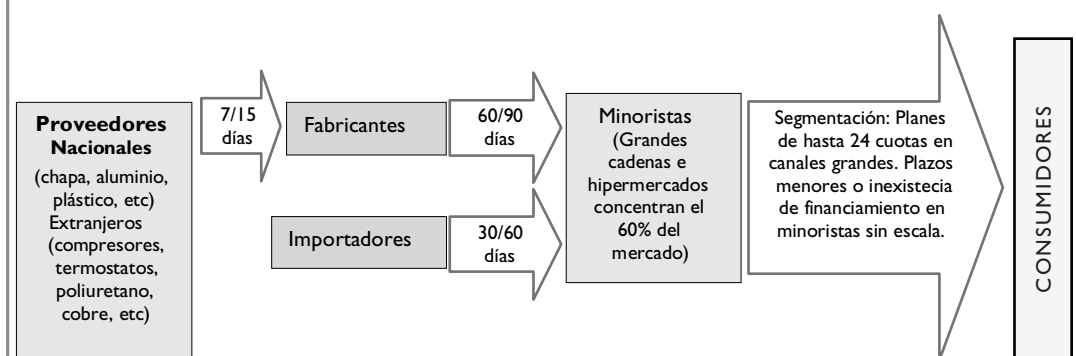 Proveedores
Nacionales
(chapa, aluminio,
plástico, etc)
Extranjeros
(compresores,
termostatos,
poliuretano,
cobre, etc)
7/15
días
Fabricantes
60/90
días
Importadores
30/60
días
Minoristas
(Grandes
cadenas e
hipermercados
concentran el
60% del
mercado)
Segmentación: Planes
de hasta 24 cuotas en
canales grandes. Plazos
menores o inexistecia
de financiamiento en
minoristas sin escala.
CONSUMIDORES